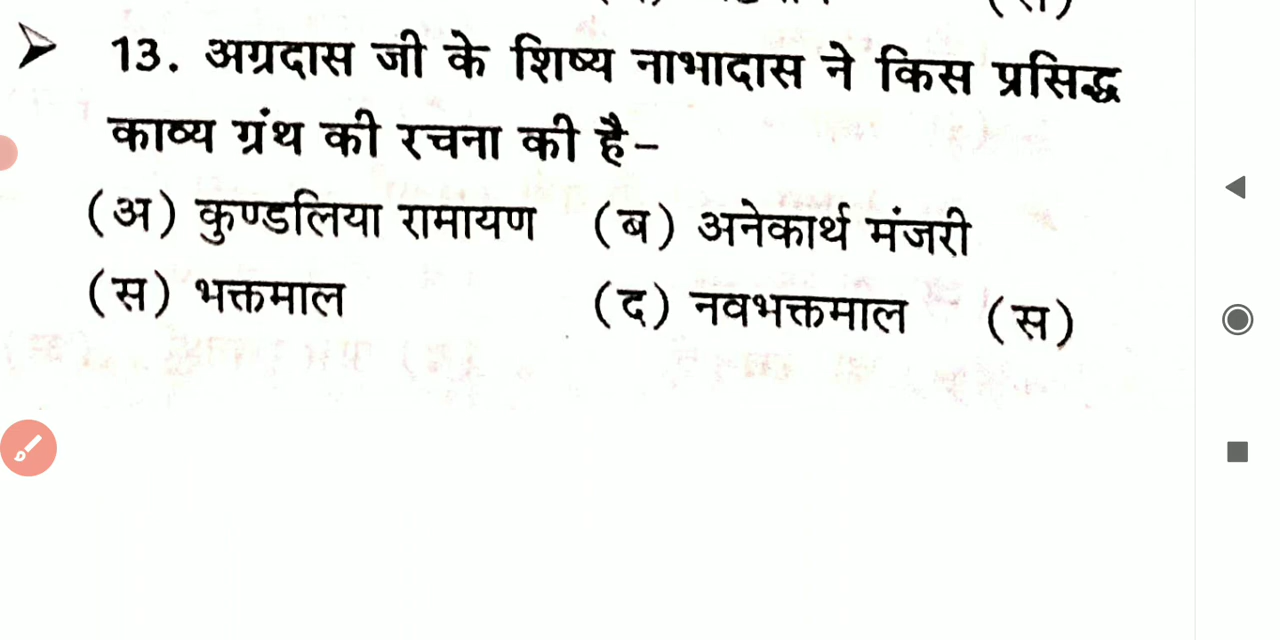 13. अग्रदास जी के शिष्य नाभादास ने किस प्रसिद्ध
काव्य ग्रंथ की रचना की है–
(अ) कुण्डलिया रामायण (ब) अनेकार्थ मंजरी
(स) भक्तमाल (द) नवभक्तमाल (स)